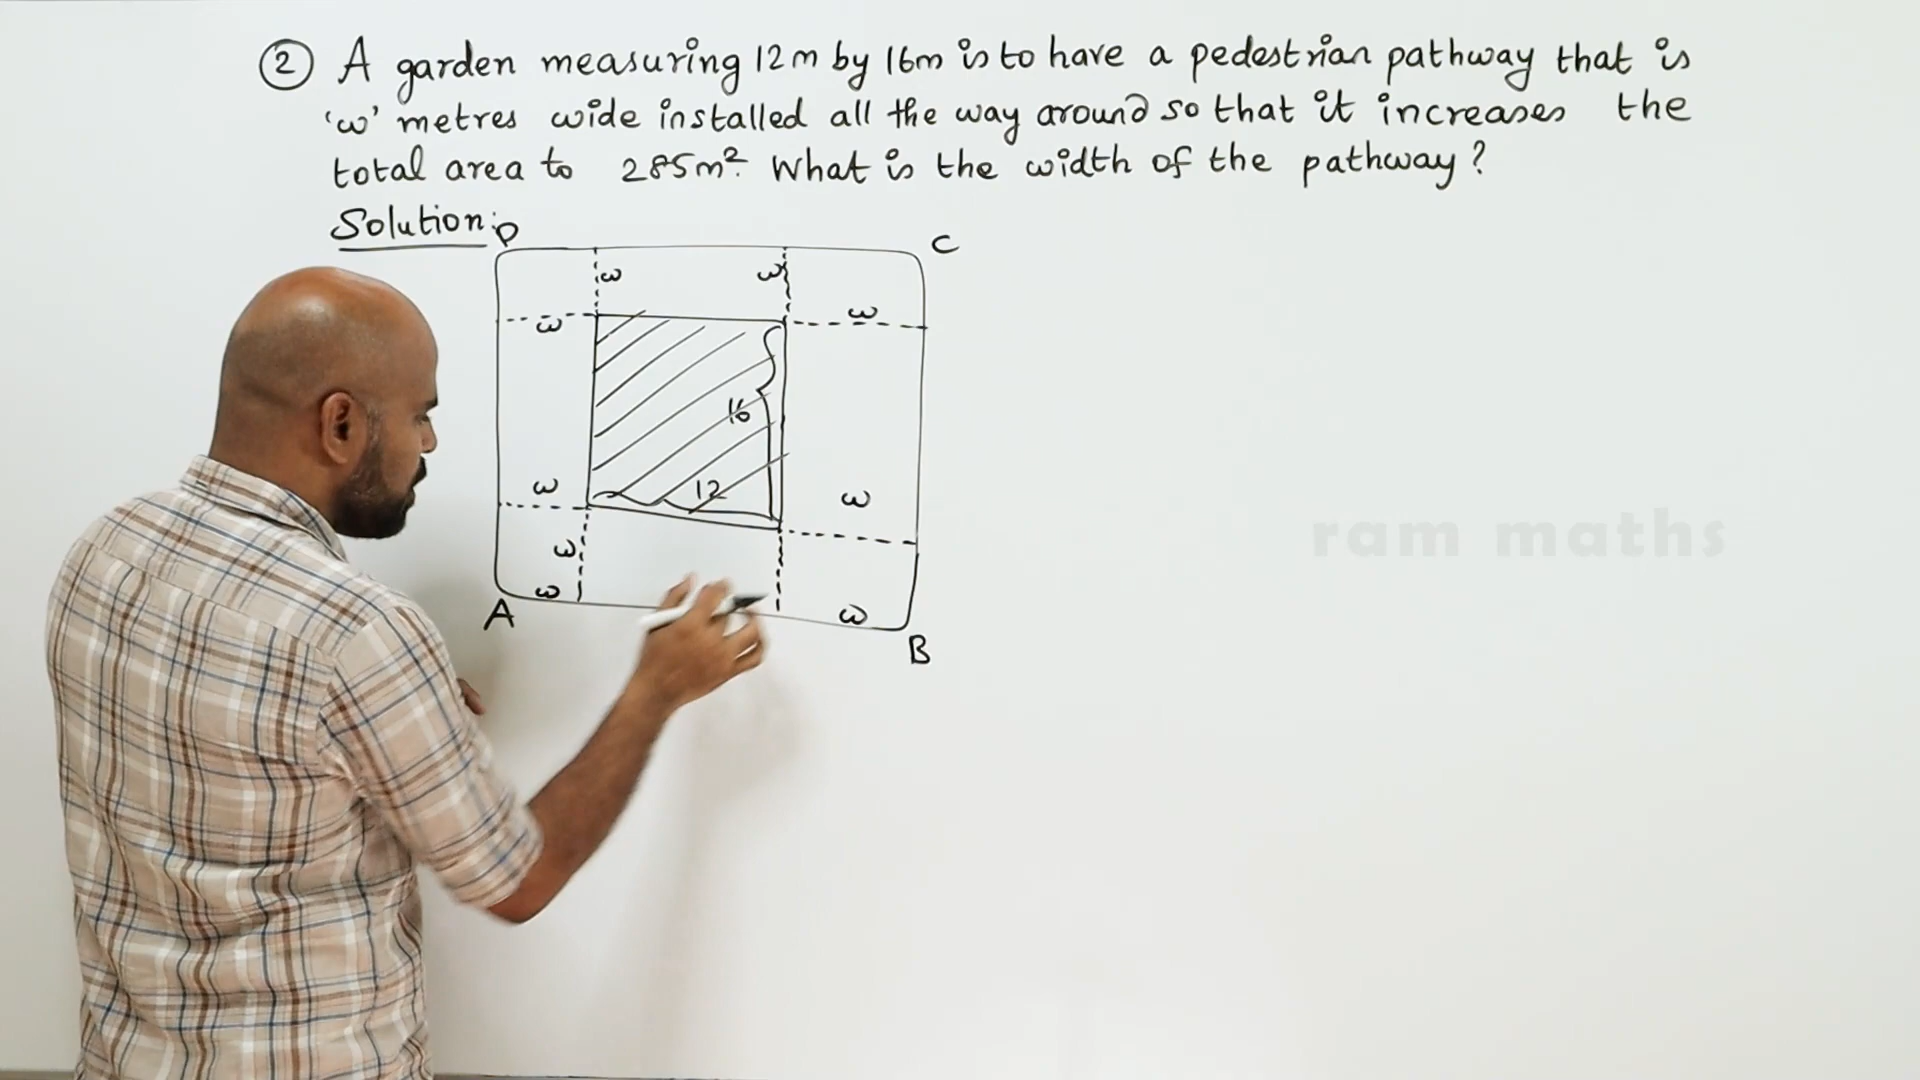 ② A garden measuring 12m by 16m is to have a pedestrian pathway that is
'w' metres wide installed all the way around so that it increases the
total area to 285m². What is the width of the pathway?
Solution:
D C
w w
w w
16
12
w w
w
w w
A B
ram maths